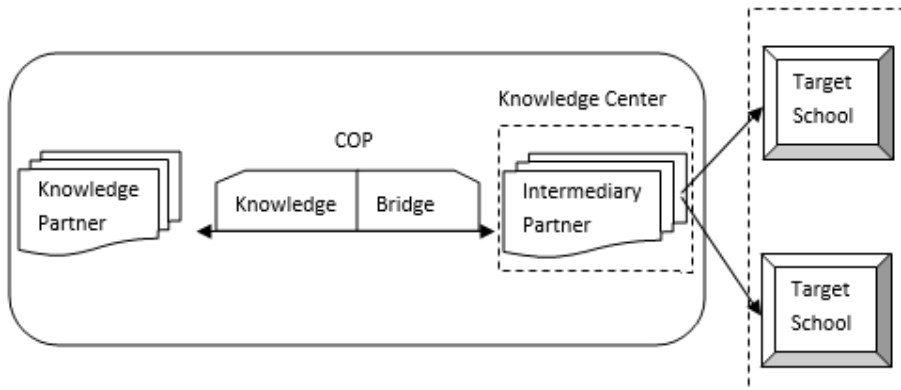 Knowledge Center
COP
Knowledge
Partner
Knowledge
Bridge
Intermediary
Partner
Target
School
Target
School